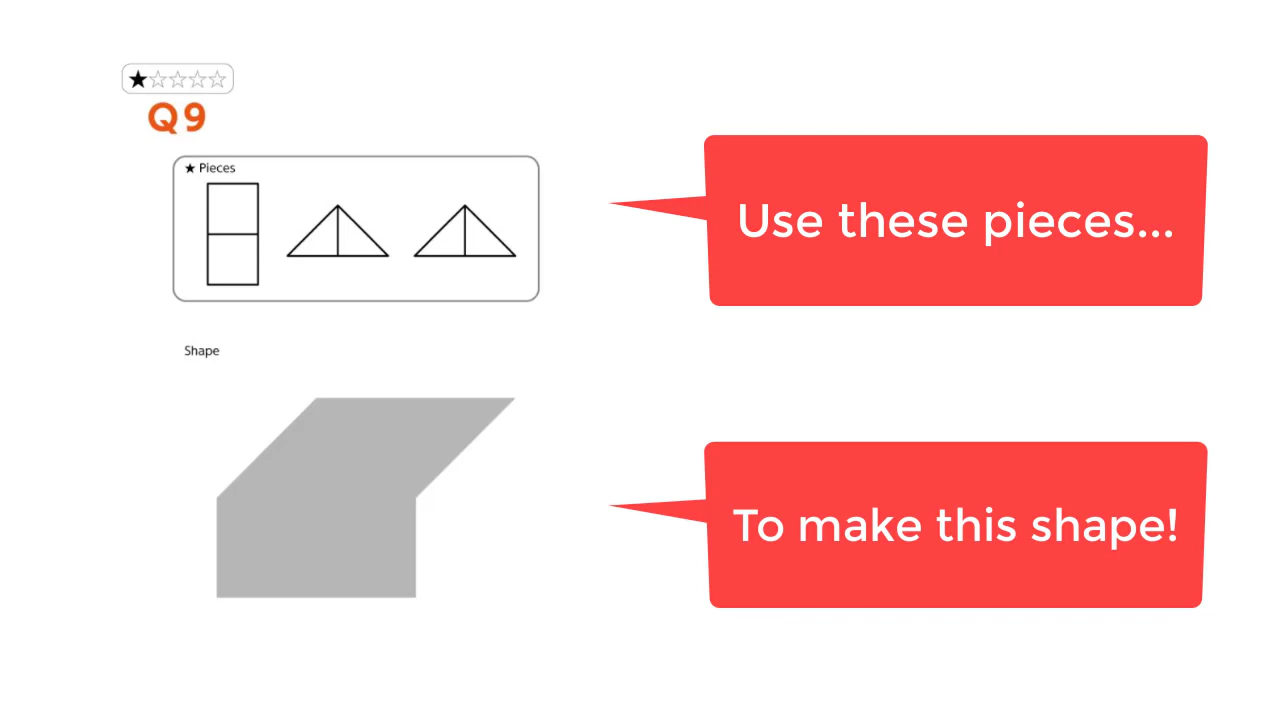 ★☆☆☆☆
Q9
★ Pieces
Use these pieces...
Shape
To make this shape!